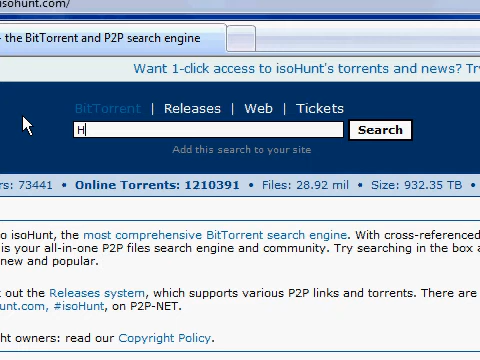 isohunt.com/
- the BitTorrent and P2P search engine
Want 1-click access to isoHunt's torrents and news? Try
BitTorrent | Releases | Web | Tickets
H
Search
Add this search to your site
rs: 73441 • Online Torrents: 1210391 • Files: 28.92 mil • Size: 932.35 TB •
o isoHunt, the most comprehensive BitTorrent search engine. With cross-referenced
is your all-in-one P2P files search engine and community. Try searching in the box a
new and popular.
k out the Releases system, which supports various P2P links and torrents. There are
unt.com, #isoHunt, on P2P-NET.
ht owners: read our Copyright Policy.